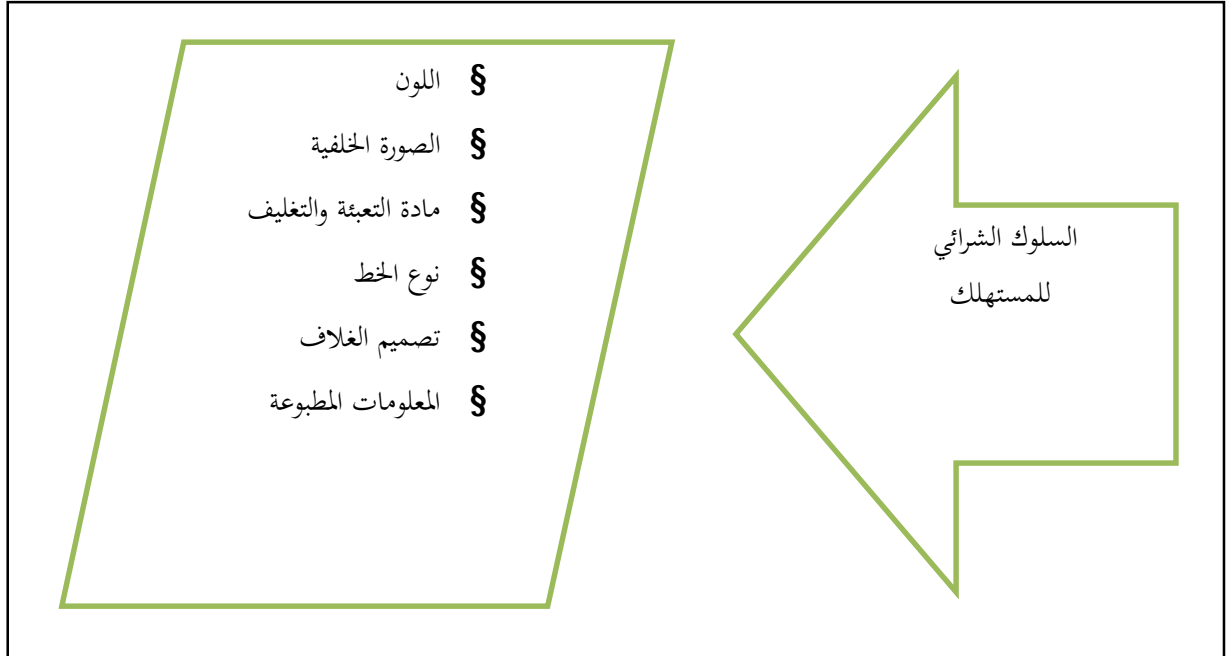 السلوك الشرائي
للمستهلك
§ اللون
§ الصورة الخلفية
§ مادة التعبئة والتغليف
§ نوع الخط
§ تصميم الغلاف
§ المعلومات المطبوعة